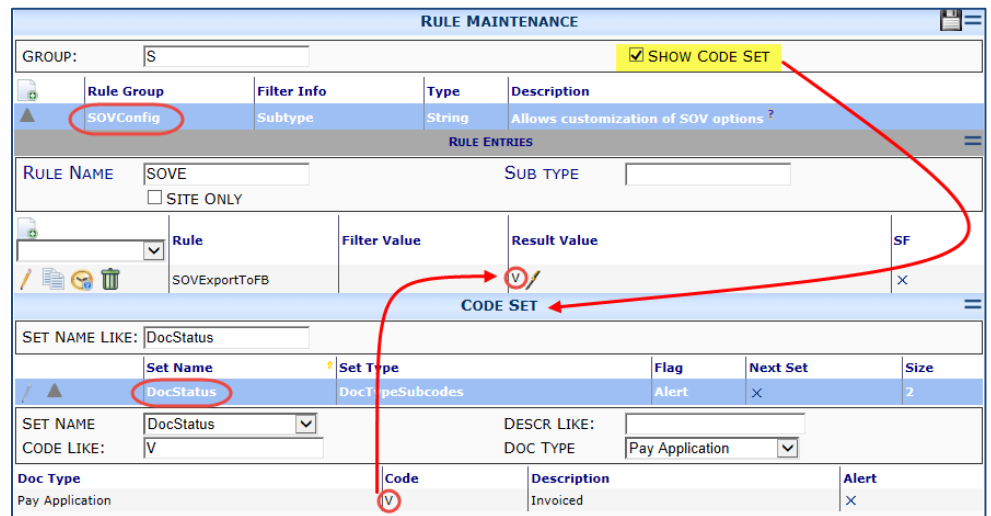 RULE MAINTENANCE
GROUP: S SHOW CODE SET
Rule Group Filter Info Type Description
SOVConfig Subtype String Allows customization of SOV options ?
RULE ENTRIES
RULE NAME SOVE SUB TYPE
SITE ONLY
Rule Filter Value Result Value SF
SOVExportToFB V
CODE SET
SET NAME LIKE: DocStatus
Set Name Set Type Flag Next Set Size
DocStatus DocTypeSubcodes Alert 2
SET NAME DocStatus DESCR LIKE:
CODE LIKE: V DOC TYPE Pay Application
Doc Type Code Description Alert
Pay Application V Invoiced